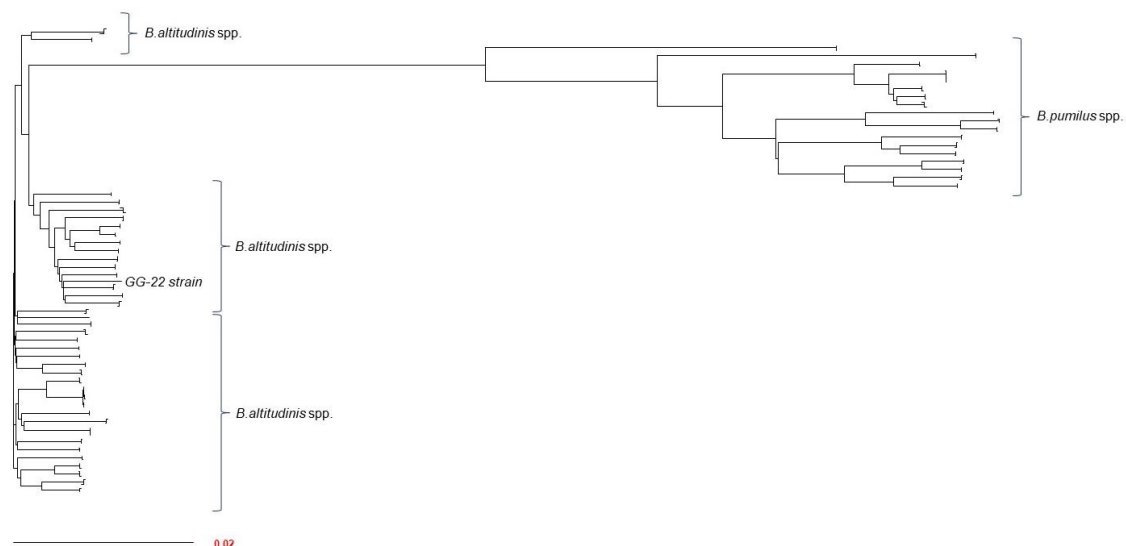 B.altitudinis spp.
B.pumilus spp.
B.altitudinis spp.
GG-22 strain
B.altitudinis spp.
0.02